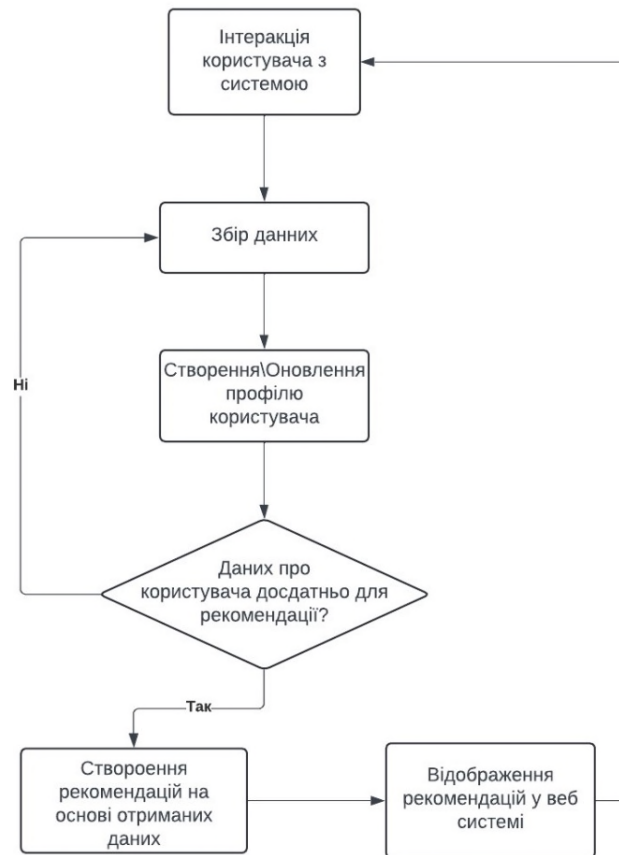 Інтеракція
користувача з
системою
Збір данних
Створення\Оновлення
профілю
користувача
Ні
Даних про
користувача досдатньо для
рекомендації?
Так
Створоення
рекомендацій на
основі отриманих
даних
Відображення
рекомендацій у веб
системі